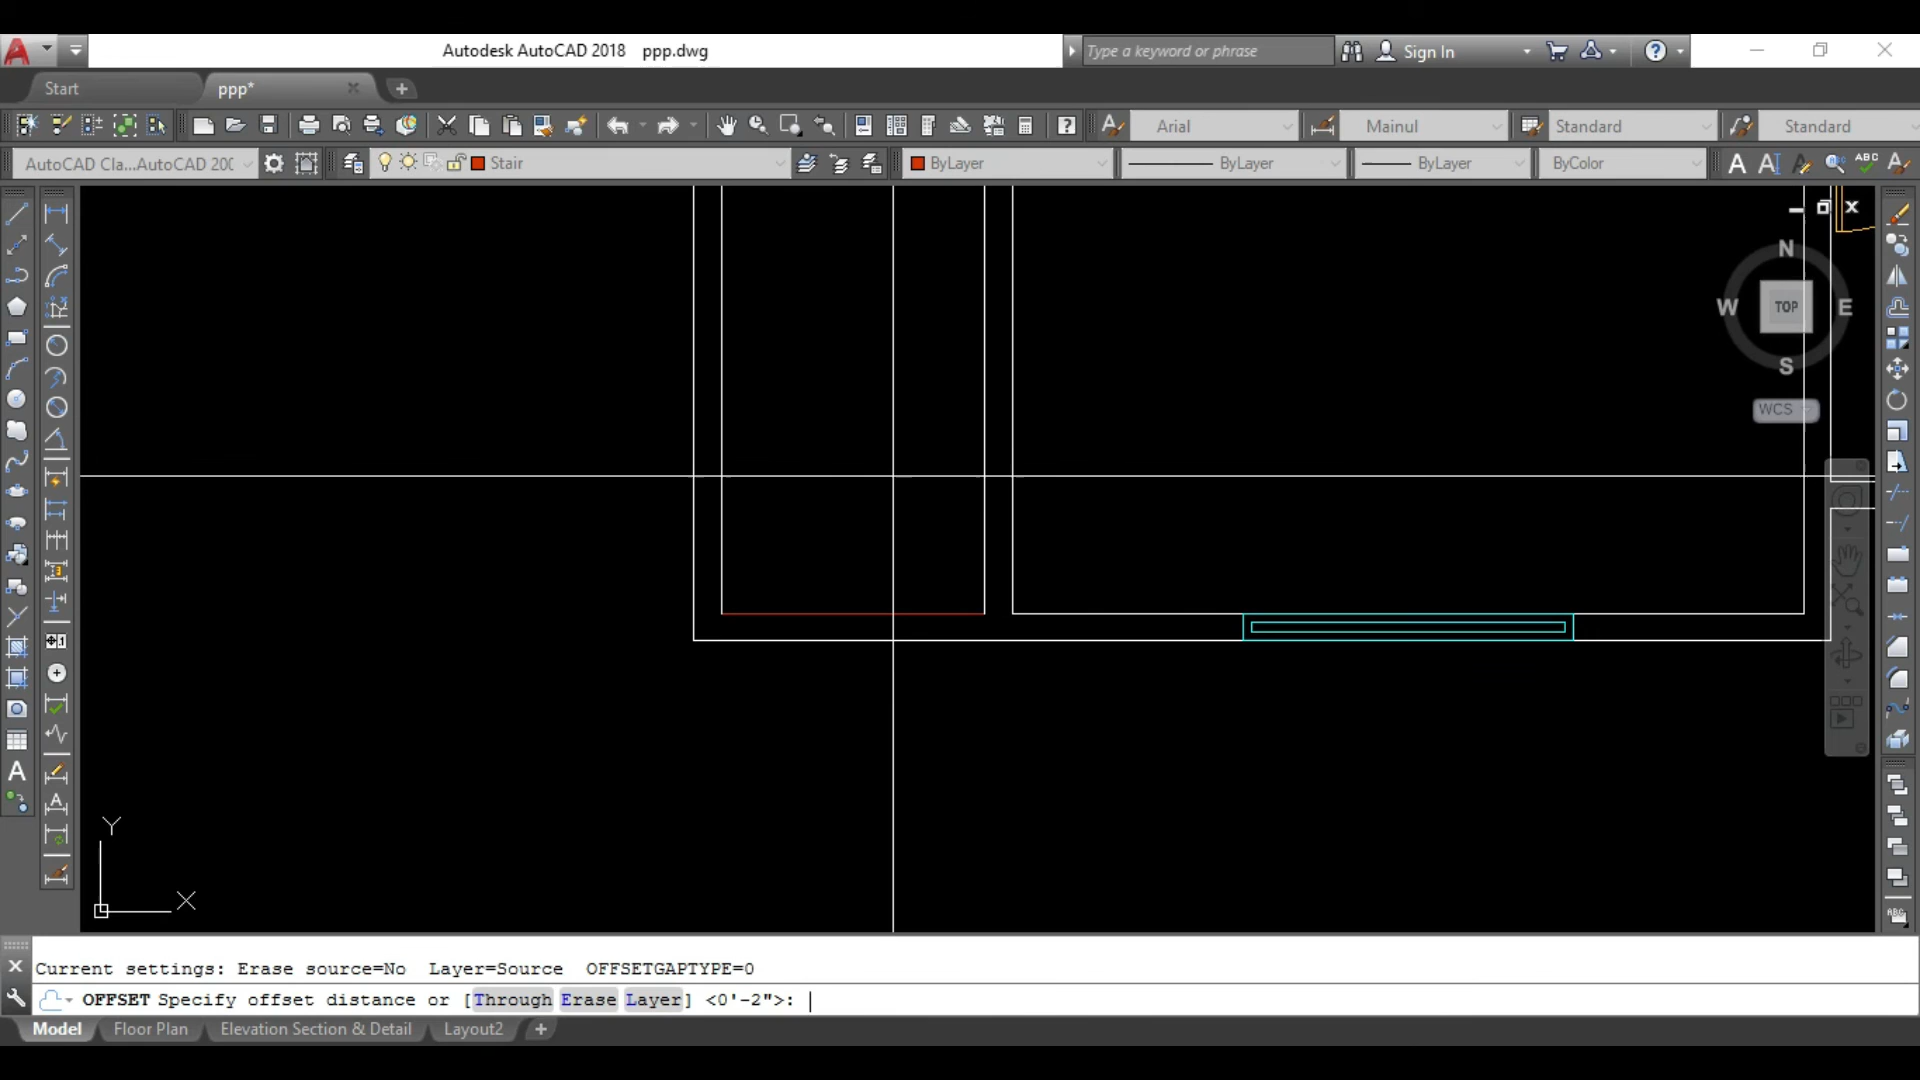 Autodesk AutoCAD 2018 ppp.dwg
Type a keyword or phrase
Sign In
Start
ppp*
Arial
Mainul
Standard
Standard
AutoCAD Cla...AutoCAD 200
Stair
ByLayer
ByLayer
ByLayer
ByColor
N
W
TOP
E
S
WCS
Y
X
Current settings: Erase source=No Layer=Source OFFSETGAPTYPE=0
OFFSET Specify offset distance or [Through Erase Layer] <0'-2">:
Model
Floor Plan
Elevation Section & Detail
Layout2